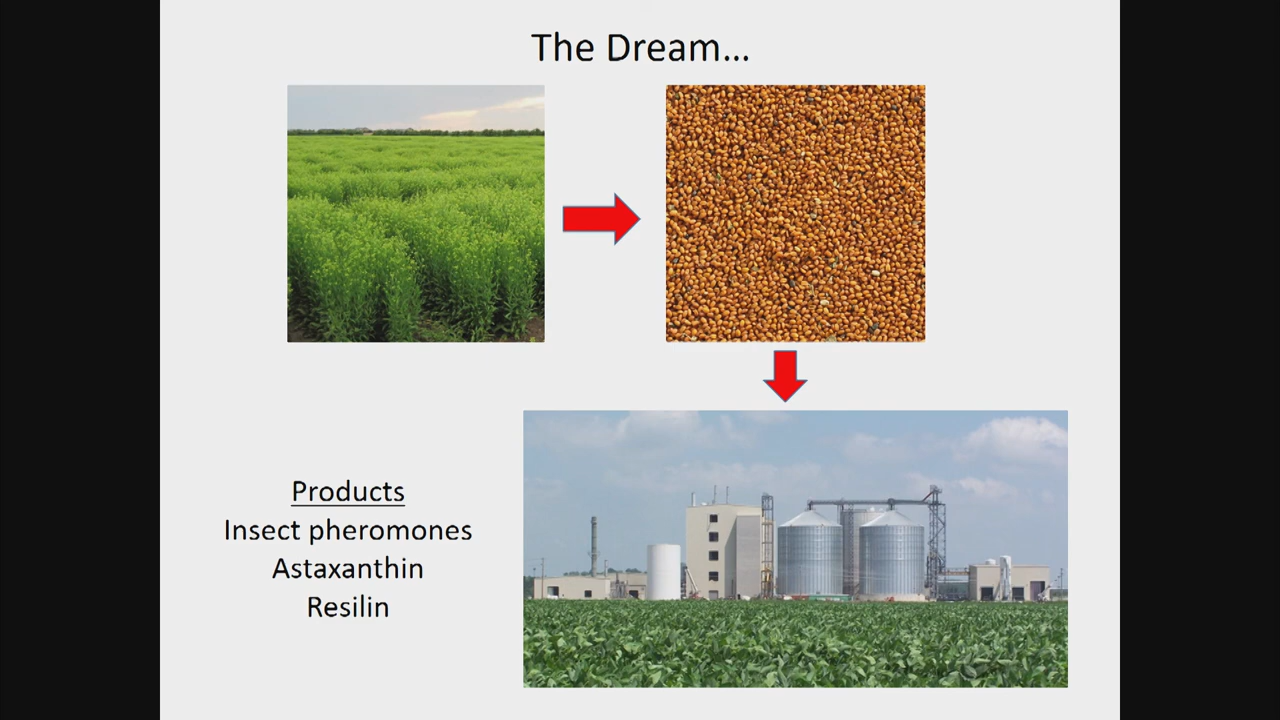 The Dream...
Products
Insect pheromones
Astaxanthin
Resilin